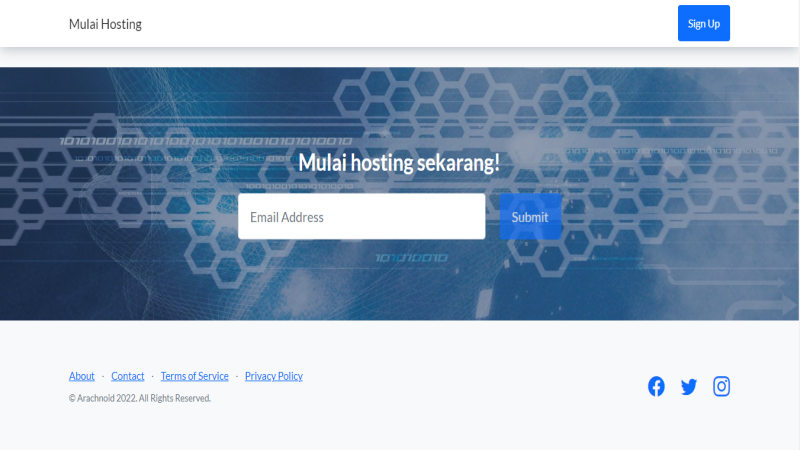 Mulai Hosting
Sign Up
Mulai hosting sekarang!
Email Address
Submit
About · Contact · Terms of Service · Privacy Policy
© Arachnoid 2022. All Rights Reserved.